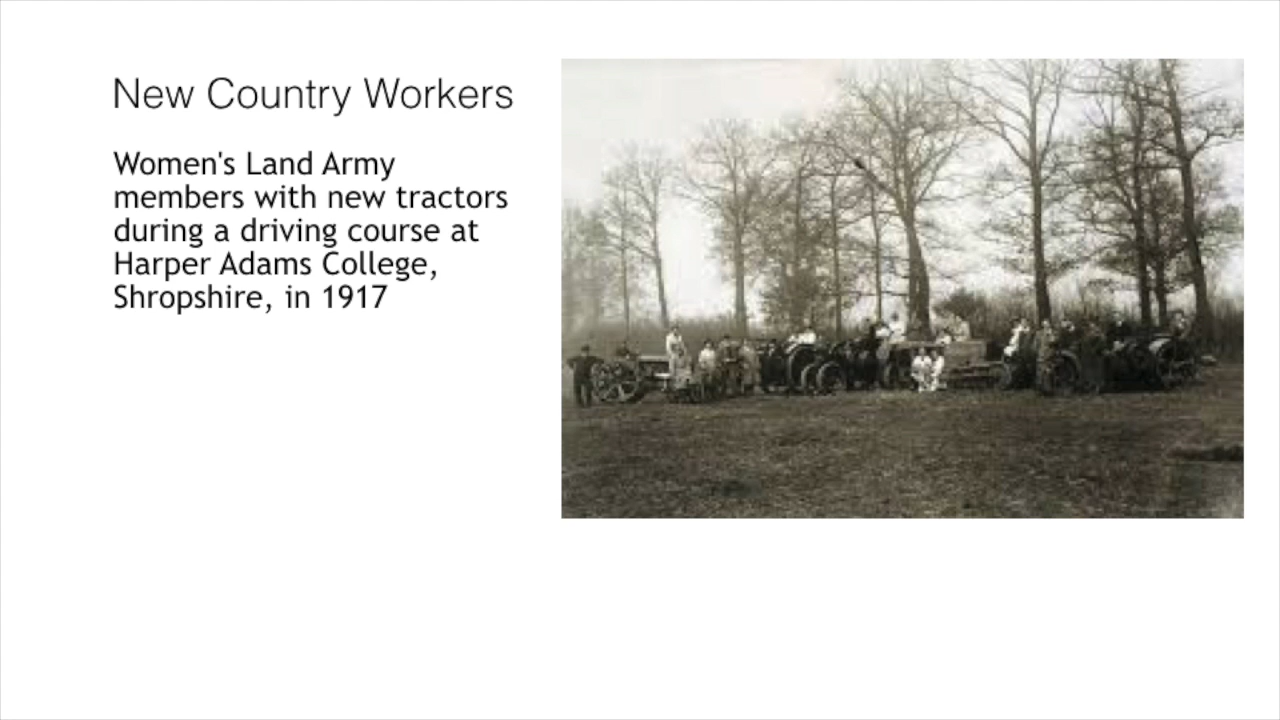 New Country Workers
Women's Land Army
members with new tractors
during a driving course at
Harper Adams College,
Shropshire, in 1917